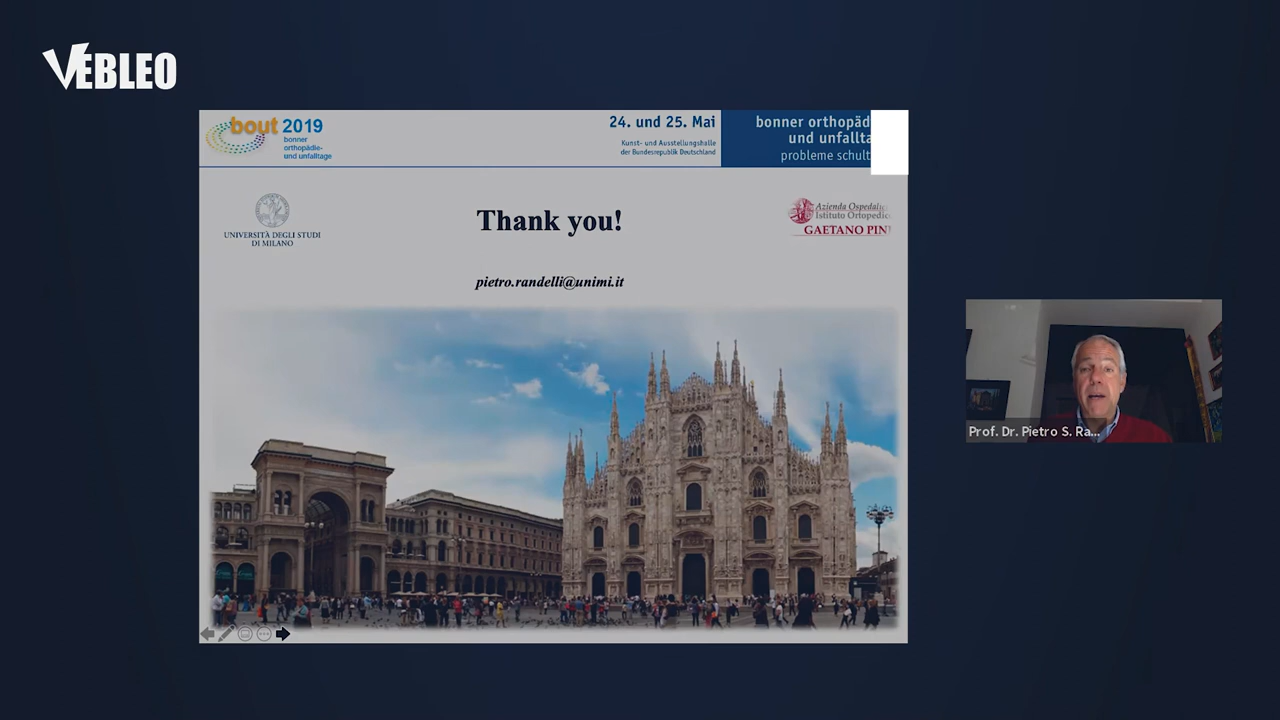 VEBLEO
bout 2019
bonner
orthopädie-
und unfalltage
24. und 25. Mai
Kunst- und Ausstellungshalle
der Bundesrepublik Deutschland
bonner orthopäd
und unfallta
probleme schult
UNIVERSITÀ DEGLI STUDI
DI MILANO
Thank you!
Azienda Ospedali
Istituto Ortopedic
GAETANO PINI
pietro.randelli@unimi.it
Prof. Dr. Pietro S. Ra...